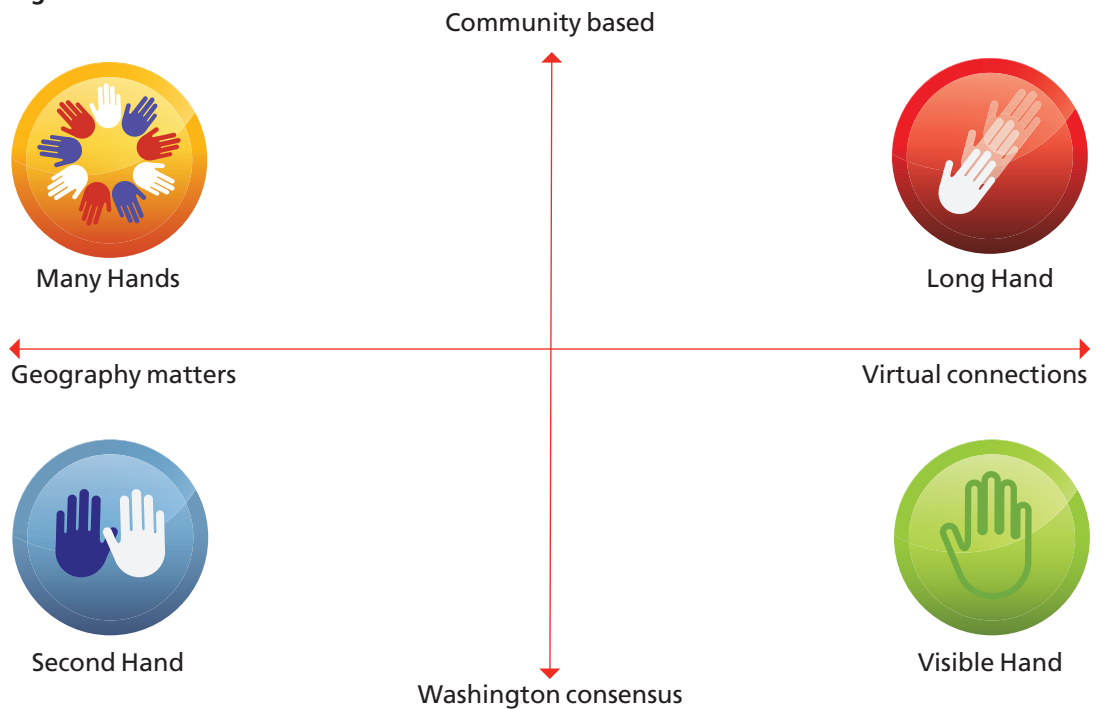 Community based
Many Hands
Long Hand
Geography matters
Virtual connections
Second Hand
Visible Hand
Washington consensus